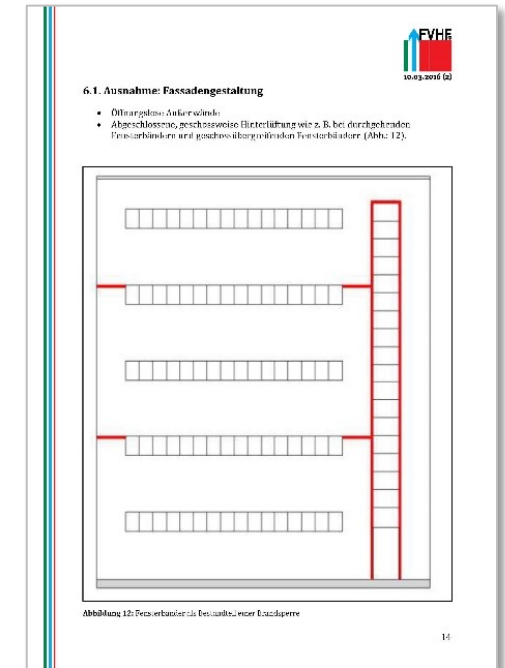 FVHF
10.03.2016 (2)
6.1. Ausnahme: Fassadengestaltung
• Öffnungslose Außenwände
• Abgeschlossene, geschossweise Hinterlüftung wie z. B. bei durchgehenden
Fensterbändern und geschossübergreifenden Fensterbändern (Abb.: 12).
Abbildung 12: Fensterbänder als Bestandteil einer Brandsperre
14